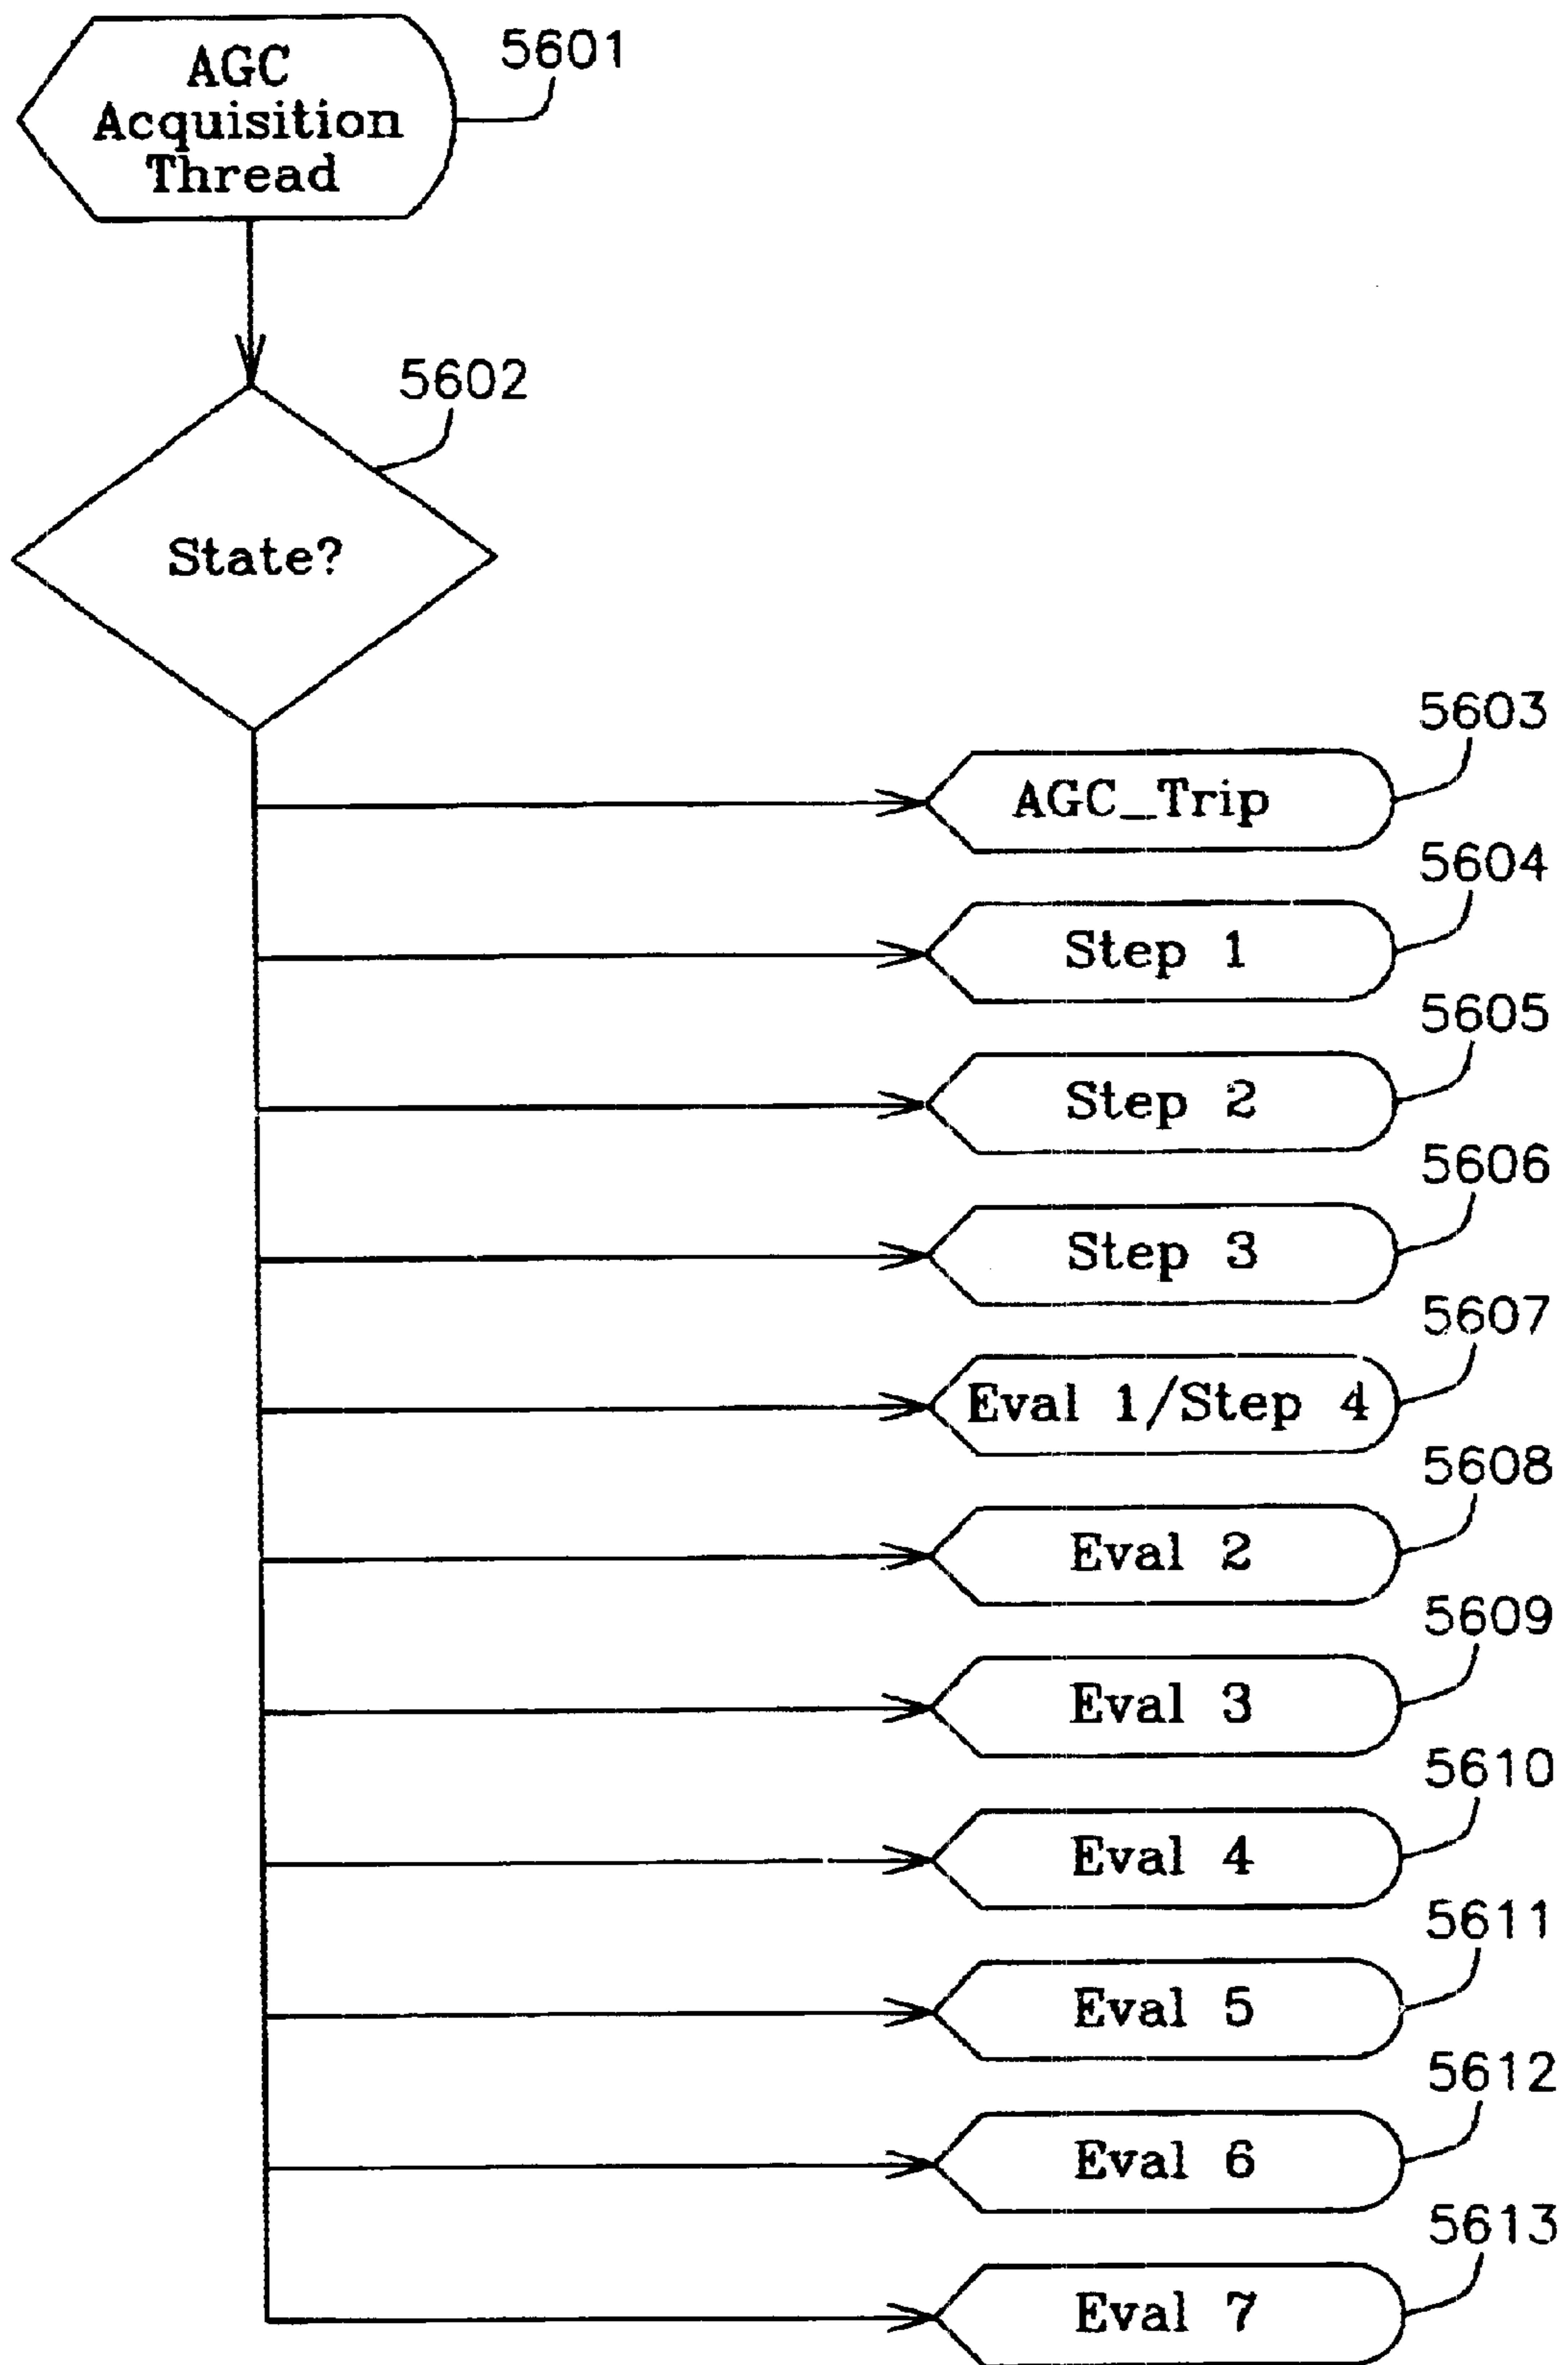 5601
AGC
Acquisition
Thread
5602
State?
5603
AGC_Trip
5604
Step 1
5605
Step 2
5606
Step 3
5607
Eval 1/Step 4
5608
Eval 2
5609
Eval 3
5610
Eval 4
5611
Eval 5
5612
Eval 6
5613
Eval 7